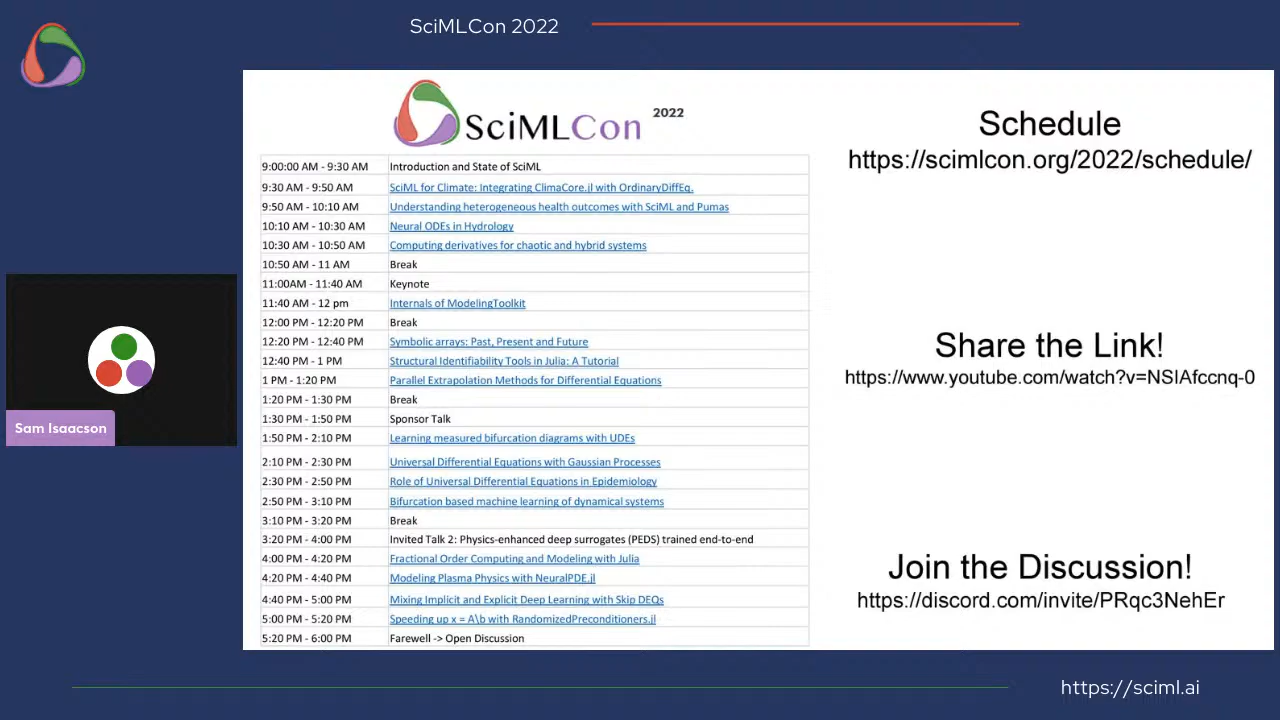 SciMLCon 2022
SciMLCon 2022
9:00:00 AM - 9:30 AM Introduction and State of SciML
9:30 AM - 9:50 AM SciML for Climate: Integrating ClimaCore.jl with OrdinaryDiffEq.
9:50 AM - 10:10 AM Understanding heterogeneous health outcomes with SciML and Pumas
10:10 AM - 10:30 AM Neural ODEs in Hydrology
10:30 AM - 10:50 AM Computing derivatives for chaotic and hybrid systems
10:50 AM - 11 AM Break
11:00AM - 11:40 AM Keynote
11:40 AM - 12 pm Internals of ModelingToolkit
12:00 PM - 12:20 PM Break
12:20 PM - 12:40 PM Symbolic arrays: Past, Present and Future
12:40 PM - 1 PM Structural Identifiability Tools in Julia: A Tutorial
1 PM - 1:20 PM Parallel Extrapolation Methods for Differential Equations
1:20 PM - 1:30 PM Break
1:30 PM - 1:50 PM Sponsor Talk
1:50 PM - 2:10 PM Learning measured bifurcation diagrams with UDEs
2:10 PM - 2:30 PM Universal Differential Equations with Gaussian Processes
2:30 PM - 2:50 PM Role of Universal Differential Equations in Epidemiology
2:50 PM - 3:10 PM Bifurcation based machine learning of dynamical systems
3:10 PM - 3:20 PM Break
3:20 PM - 4:00 PM Invited Talk 2: Physics-enhanced deep surrogates (PEDS) trained end-to-end
4:00 PM - 4:20 PM Fractional Order Computing and Modeling with Julia
4:20 PM - 4:40 PM Modeling Plasma Physics with NeuralPDE.jl
4:40 PM - 5:00 PM Mixing Implicit and Explicit Deep Learning with Skip DEQs
5:00 PM - 5:20 PM Speeding up x = A\b with RandomizedPreconditioners.jl
5:20 PM - 6:00 PM Farewell -> Open Discussion
Schedule
https://scimlcon.org/2022/schedule/
Share the Link!
https://www.youtube.com/watch?v=NSIAfccnq-0
Join the Discussion!
https://discord.com/invite/PRqc3NehEr
Sam Isaacson
https://sciml.ai